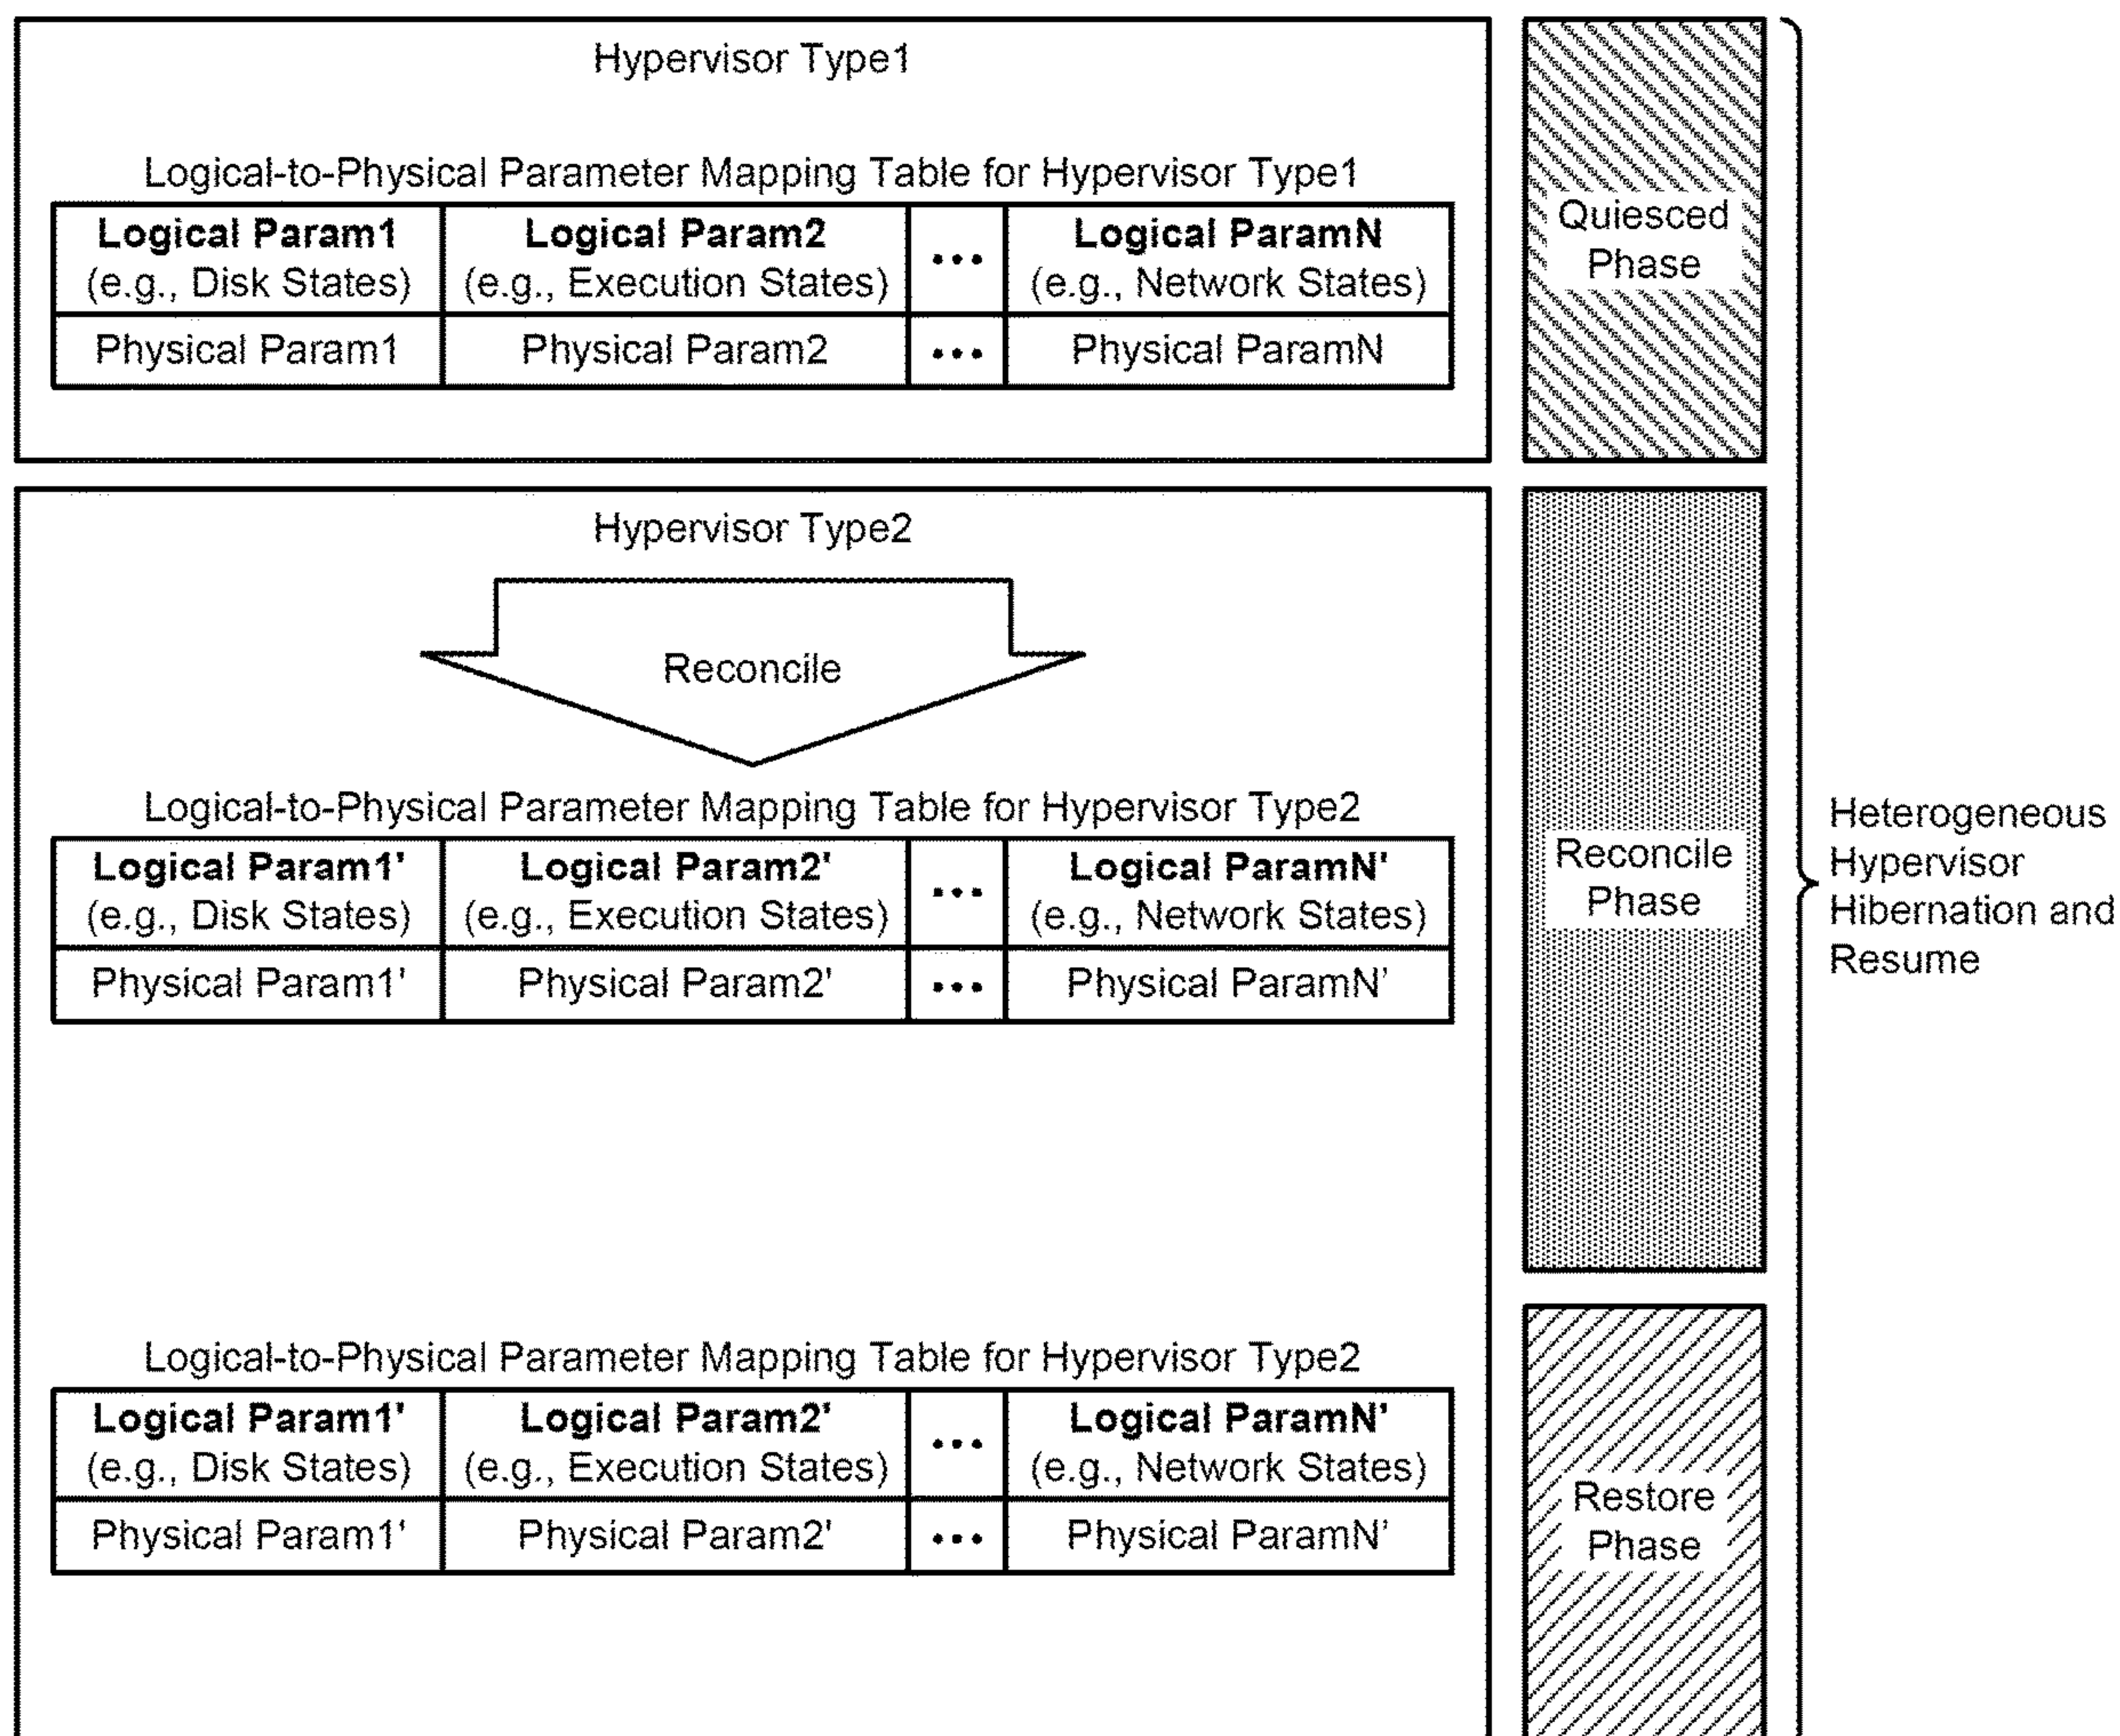 Hypervisor Type1
Logical-to-Physical Parameter Mapping Table for Hypervisor Type1
Logical Param1 Logical Param2 ... Logical ParamN
(e.g., Disk States) (e.g., Execution States) (e.g., Network States)
Physical Param1 Physical Param2 ... Physical ParamN
Quiesced
Phase
Hypervisor Type2
Reconcile
Logical-to-Physical Parameter Mapping Table for Hypervisor Type2
Logical Param1' Logical Param2' ... Logical ParamN'
(e.g., Disk States) (e.g., Execution States) (e.g., Network States)
Physical Param1' Physical Param2' ... Physical ParamN'
Reconcile
Phase
Logical-to-Physical Parameter Mapping Table for Hypervisor Type2
Logical Param1' Logical Param2' ... Logical ParamN'
(e.g., Disk States) (e.g., Execution States) (e.g., Network States)
Physical Param1' Physical Param2' ... Physical ParamN'
Restore
Phase
Heterogeneous
Hypervisor
Hibernation and
Resume